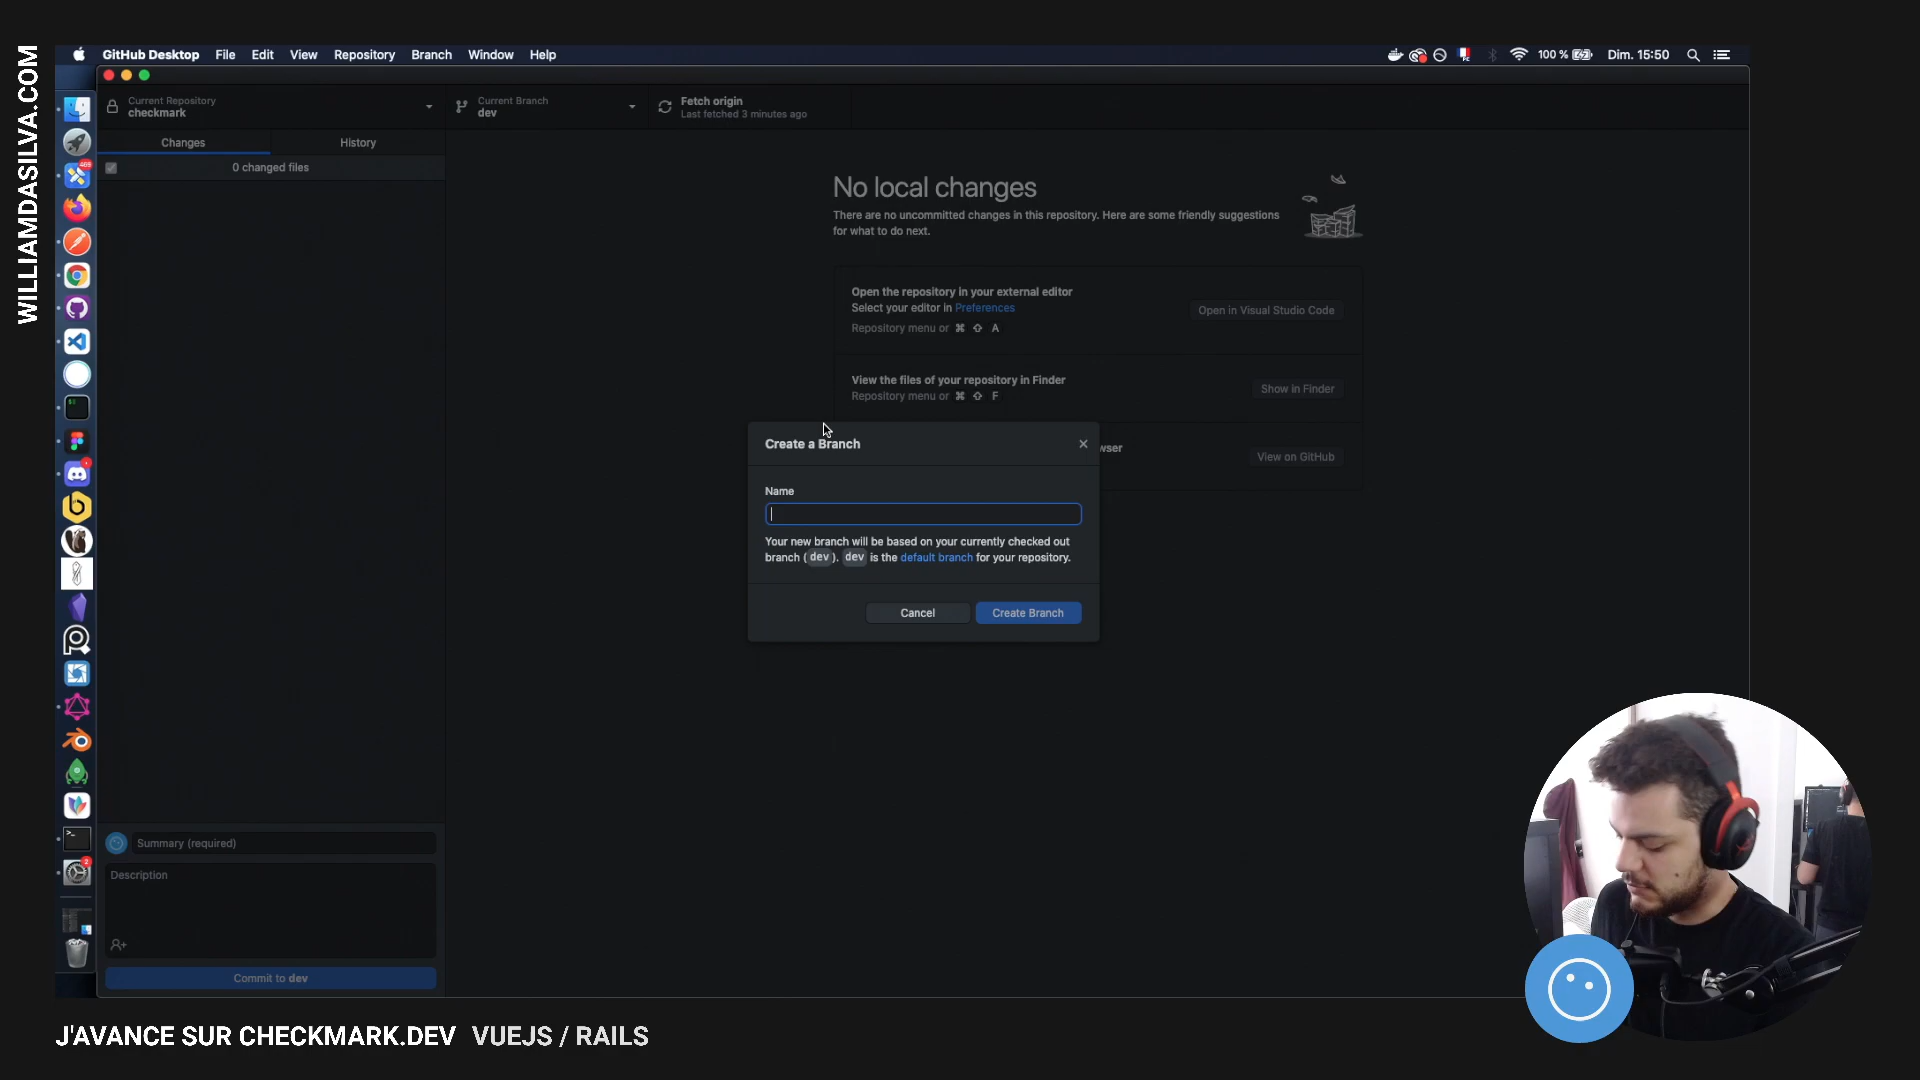 WILLIAMDASILVA.COM
GitHub Desktop File Edit View Repository Branch Window Help
100 % Dim. 15:50
Current Repository
checkmark
Current Branch
dev
Fetch origin
Last fetched 3 minutes ago
Changes History
0 changed files
No local changes
There are no uncommitted changes in this repository. Here are some friendly suggestions
for what to do next.
Open the repository in your external editor
Select your editor in Preferences
Repository menu or ⌘ ⇧ A
Open in Visual Studio Code
View the files of your repository in Finder
Repository menu or ⌘ ⇧ F
Show in Finder
wser
View on GitHub
Create a Branch
Name
Your new branch will be based on your currently checked out
branch (dev). dev is the default branch for your repository.
Cancel Create Branch
469
2
Summary (required)
Description
Commit to dev
J'AVANCE SUR CHECKMARK.DEV VUEJS / RAILS